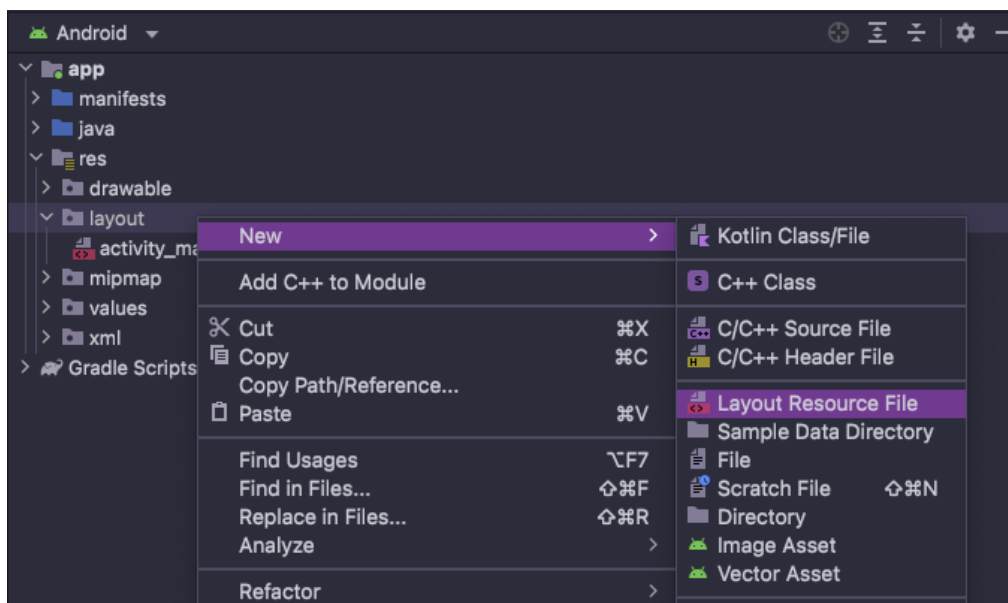 Android
app
manifests
java
res
drawable
layout
activity_ma
mipmap
values
xml
Gradle Scripts
New
Add C++ to Module
Cut ⌘X
Copy ⌘C
Copy Path/Reference...
Paste ⌘V
Find Usages ⌥F7
Find in Files... ⇧⌘F
Replace in Files... ⇧⌘R
Analyze
Refactor
Kotlin Class/File
S C++ Class
C++ C/C++ Source File
H C/C++ Header File
Layout Resource File
Sample Data Directory
File
Scratch File ⇧⌘N
Directory
Image Asset
Vector Asset